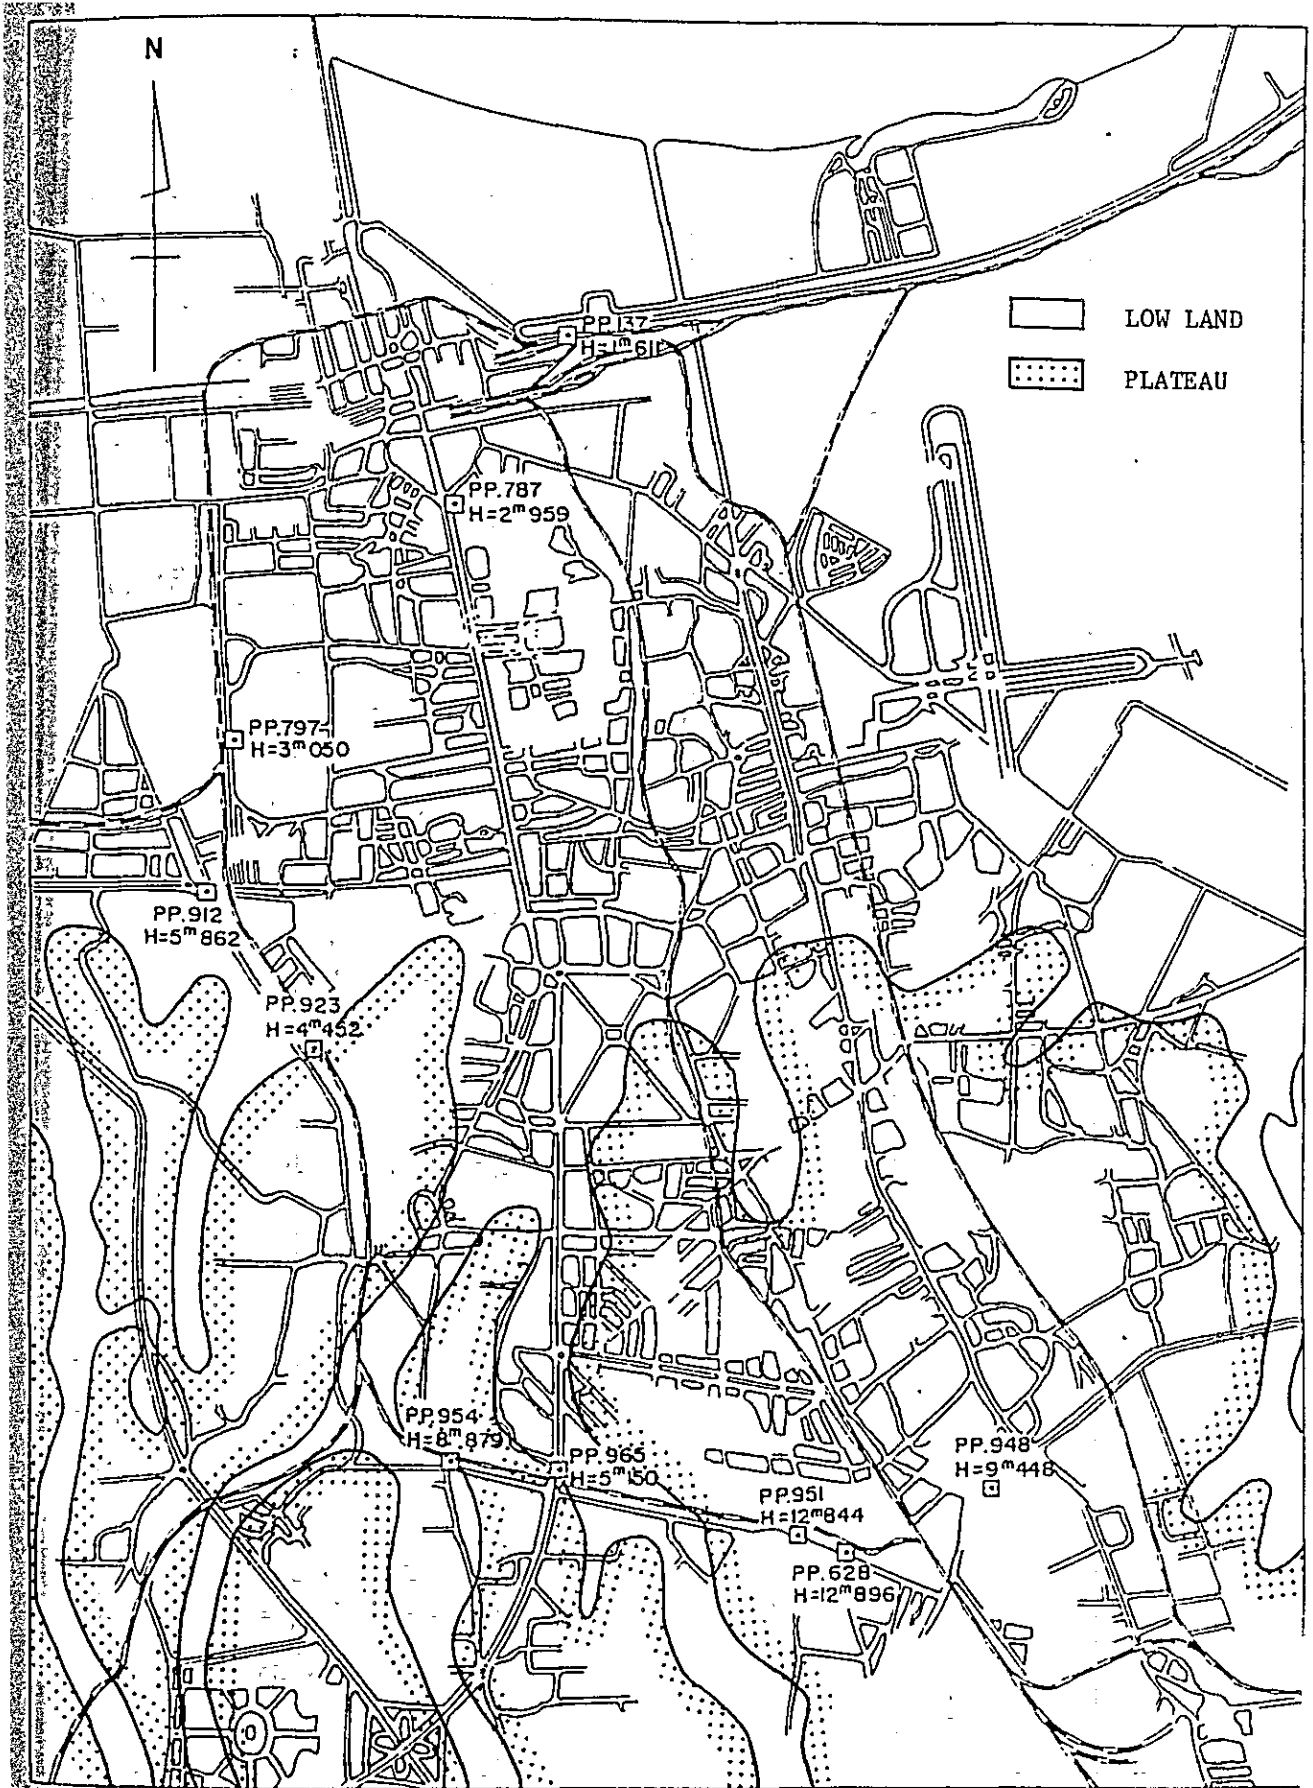 N
PP.137
H=1ᵐ611
LOW LAND
PLATEAU
PP.787
H=2ᵐ959
PP.797
H=3ᵐ050
PP.912
H=5ᵐ862
PP.923
H=4ᵐ452
PP.954
H=8ᵐ879
PP.965
H=5ᵐ150
PP.948
H=9ᵐ448
PP.951
H=12ᵐ844
PP.628
H=12ᵐ896